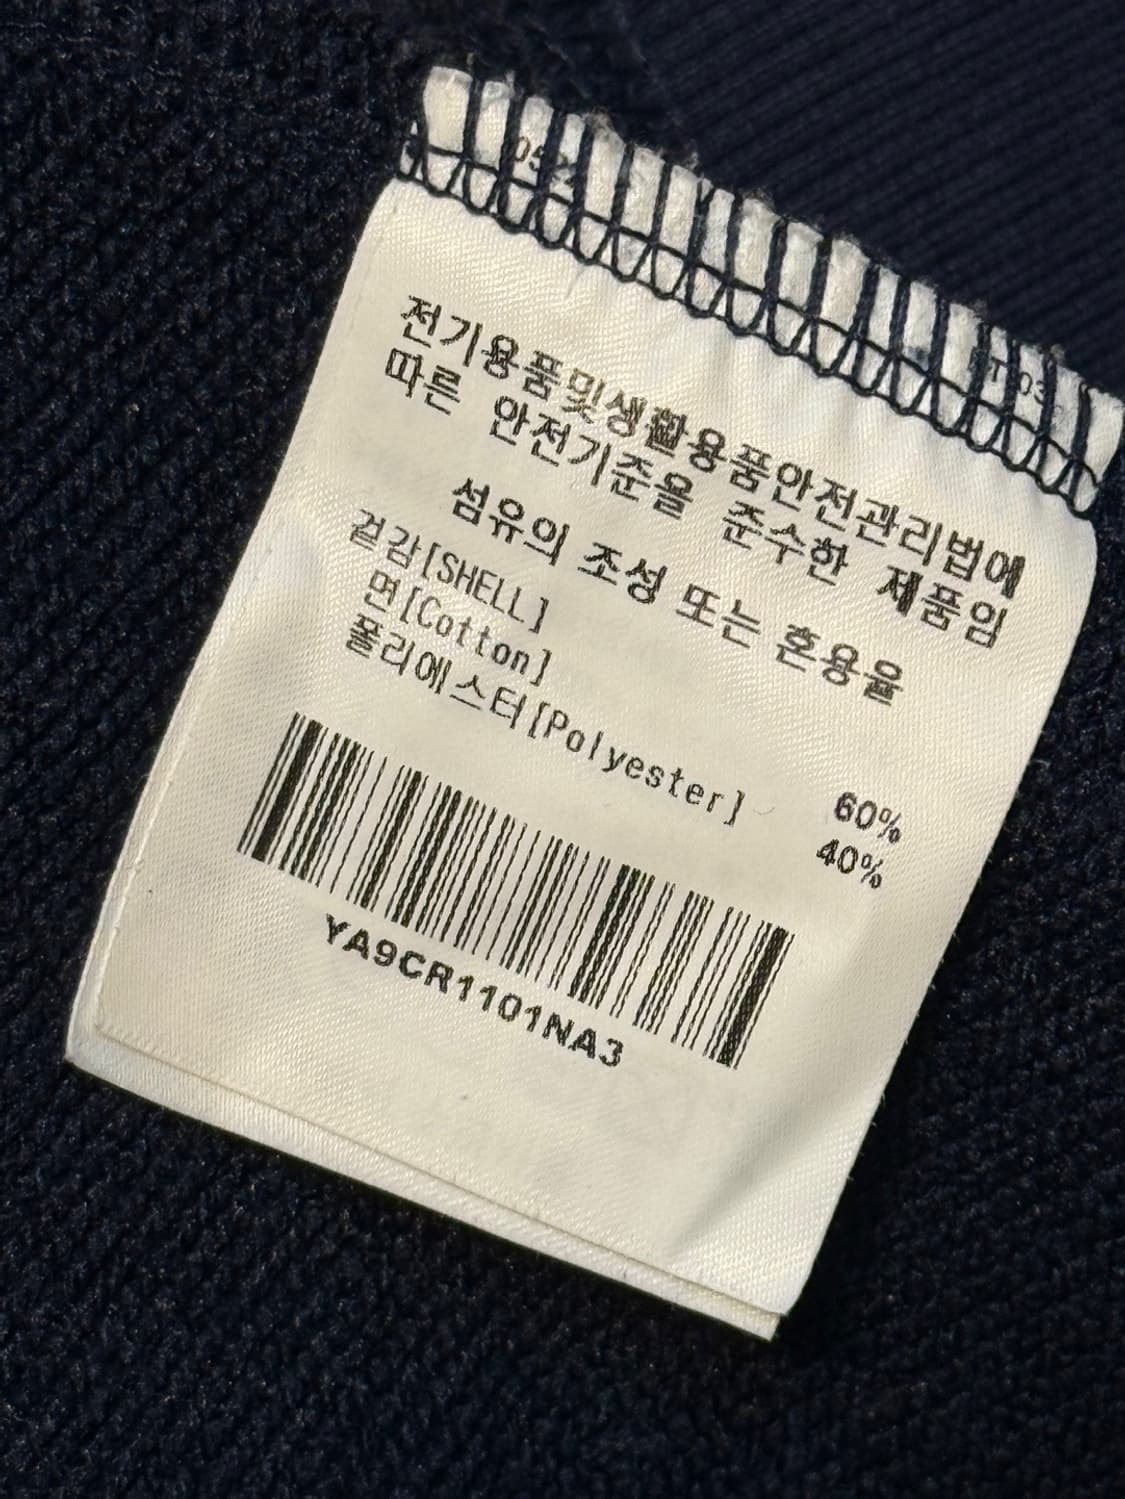 전기용품및생활용품안전관리법에
따른 안전기준을 준수한 제품임
섬유의 조성 또는 혼용율
겉감[SHELL]
면[Cotton] 60%
폴리에스터[Polyester] 40%
YA9CR1101NA3